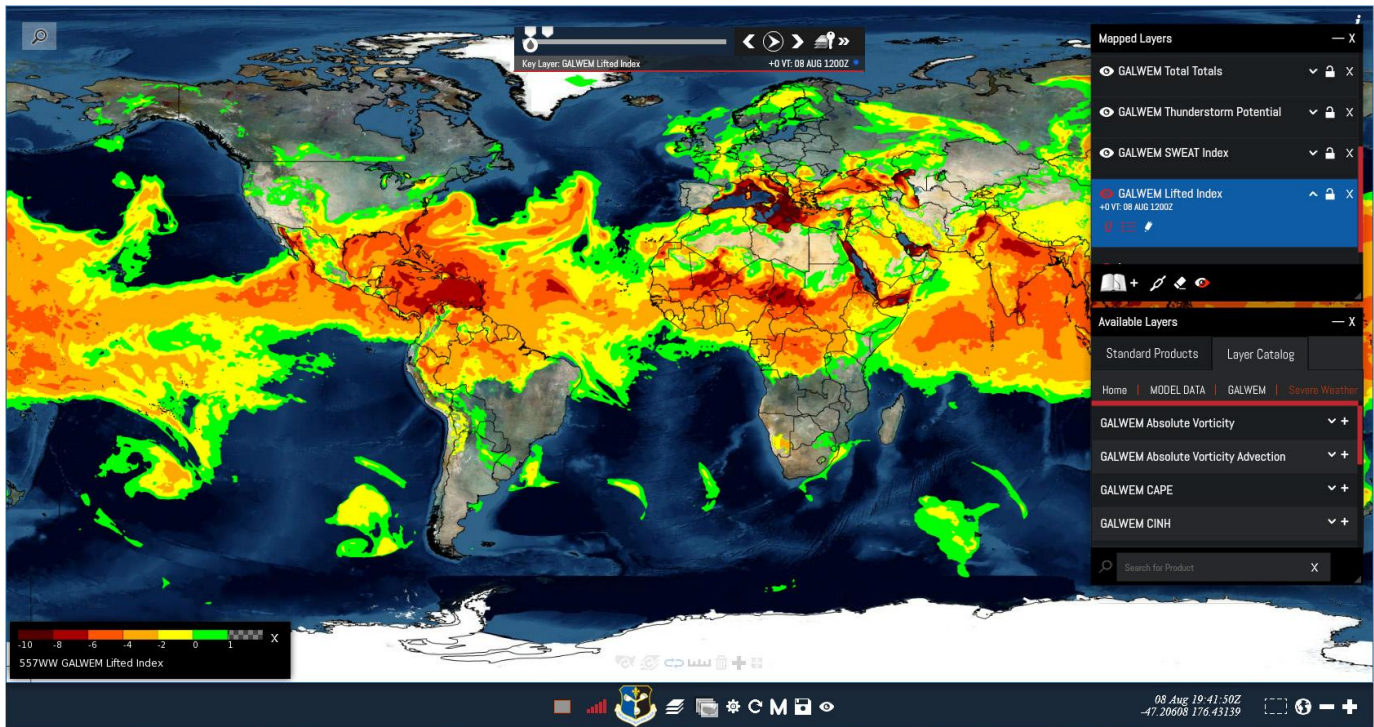 Key Layer: GALWEM Lifted Index
+0 VT: 08 AUG 1200Z
Mapped Layers
— X
GALWEM Total Totals
X
GALWEM Thunderstorm Potential
X
GALWEM SWEAT Index
X
GALWEM Lifted Index
X
+0 VT: 08 AUG 1200Z
Available Layers
— X
Standard Products
Layer Catalog
Home | MODEL DATA | GALWEM | Severe Weather
GALWEM Absolute Vorticity
GALWEM Absolute Vorticity Advection
GALWEM CAPE
GALWEM CINH
Search for Product
X
-10 -8 -6 -4 -2 0 1
X
557WW GALWEM Lifted Index
M
08 Aug 19:41:50Z
-47.20608 176.43139